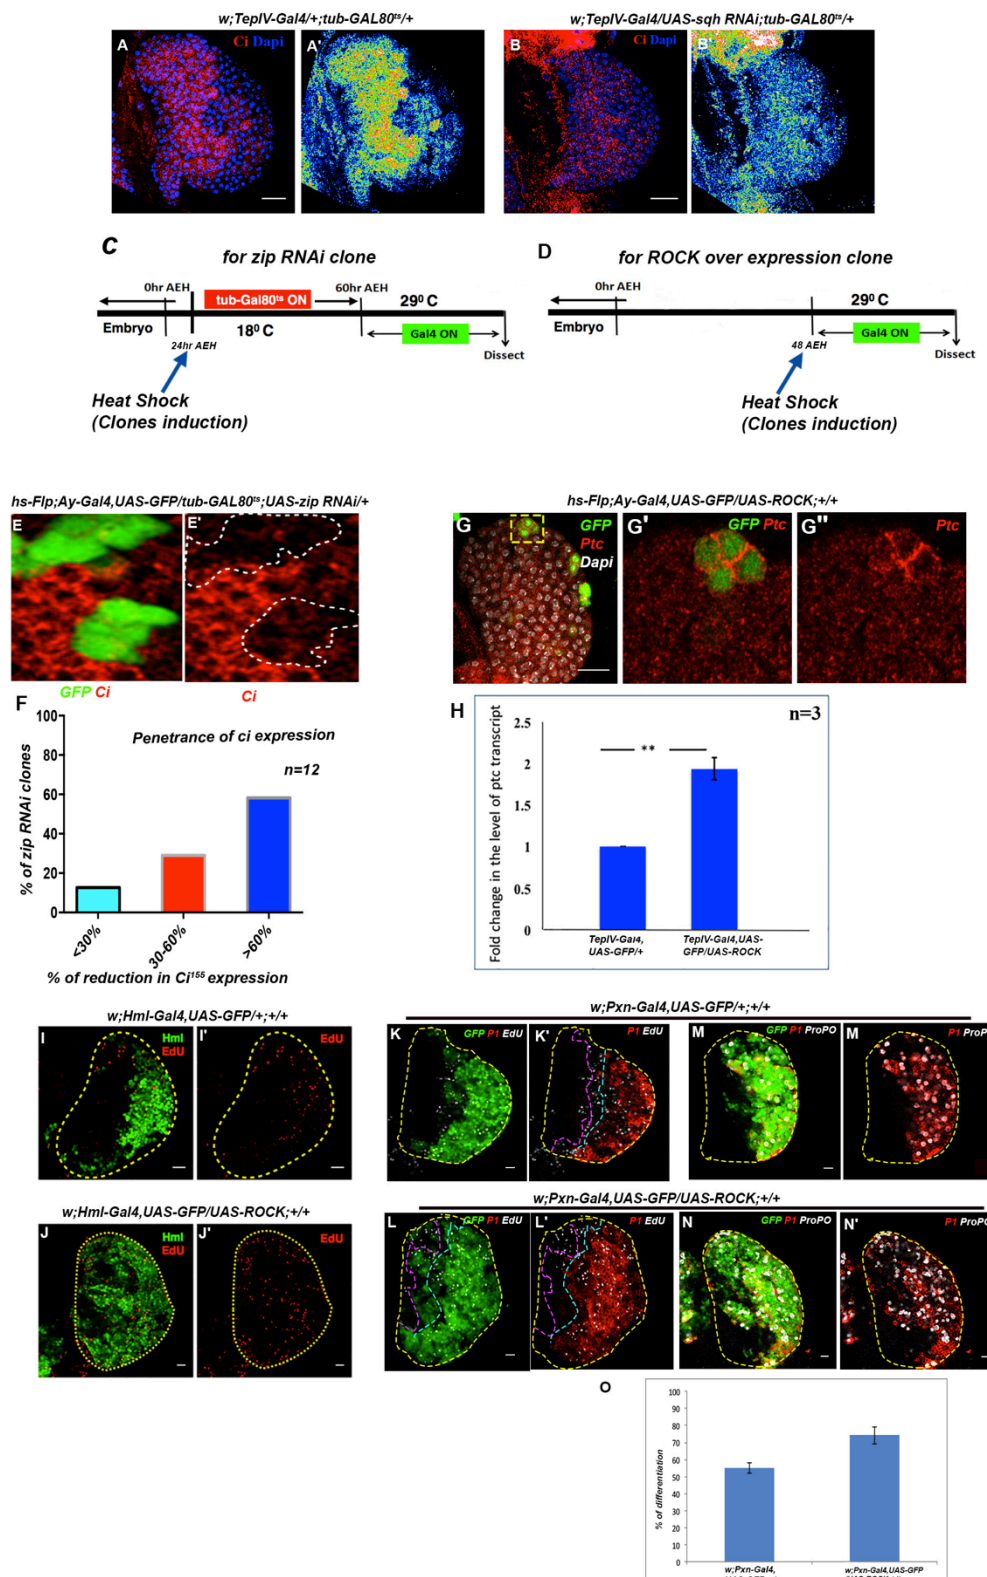 w;TepIV-Gal4/+;tub-GAL80ts/+
w;TepIV-Gal4/UAS-sqh RNAi;tub-GAL80ts/+
A Ci Dapi A' B Ci Dapi B'
C for zip RNAi clone
D for ROCK over expression clone
0hr AEH tub-Gal80ts ON 60hr AEH 29⁰ C
Embryo 18⁰ C Gal4 ON
24hr AEH Dissect
Heat Shock
(Clones induction)
0hr AEH 29⁰ C
Embryo Gal4 ON
48 AEH Dissect
Heat Shock
(Clones induction)
hs-Flp;Ay-Gal4,UAS-GFP/tub-GAL80ts;UAS-zip RNAi/+
hs-Flp;Ay-Gal4,UAS-GFP/UAS-ROCK;+/+
E E'
GFP Ci Ci
G GFP
Ptc
Dapi
G' GFP Ptc G" Ptc
F
100
80
60
40
20
0
Penetrance of ci expression
n=12
% of zip RNAi clones
<30% 30-60% >60%
% of reduction in Ci155 expression
H n=3
Fold change in the level of ptc transcript
2.5
2
**
1
0.5
0
TepIV-Gal4,
UAS-GFP/+
TepIV-Gal4,UAS-
GFP/UAS-ROCK
w;Hml-Gal4,UAS-GFP/+;+/+
I Hml
EdU
I' EdU
w;Hml-Gal4,UAS-GFP/UAS-ROCK;+/+
J Hml
EdU
J' EdU
w;Pxn-Gal4,UAS-GFP/+;+/+
K GFP P1 EdU K' P1 EdU M GFP P1 ProPO M' P1 ProPO
w;Pxn-Gal4,UAS-GFP/UAS-ROCK;+/+
L GFP P1 EdU L' P1 EdU N GFP P1 ProPO N' P1 ProPO
O
% of differentiation
100
90
80
70
60
50
40
30
20
10
0
w;Pxn-Gal4,
w;Pxn-Gal4,UAS-GFP